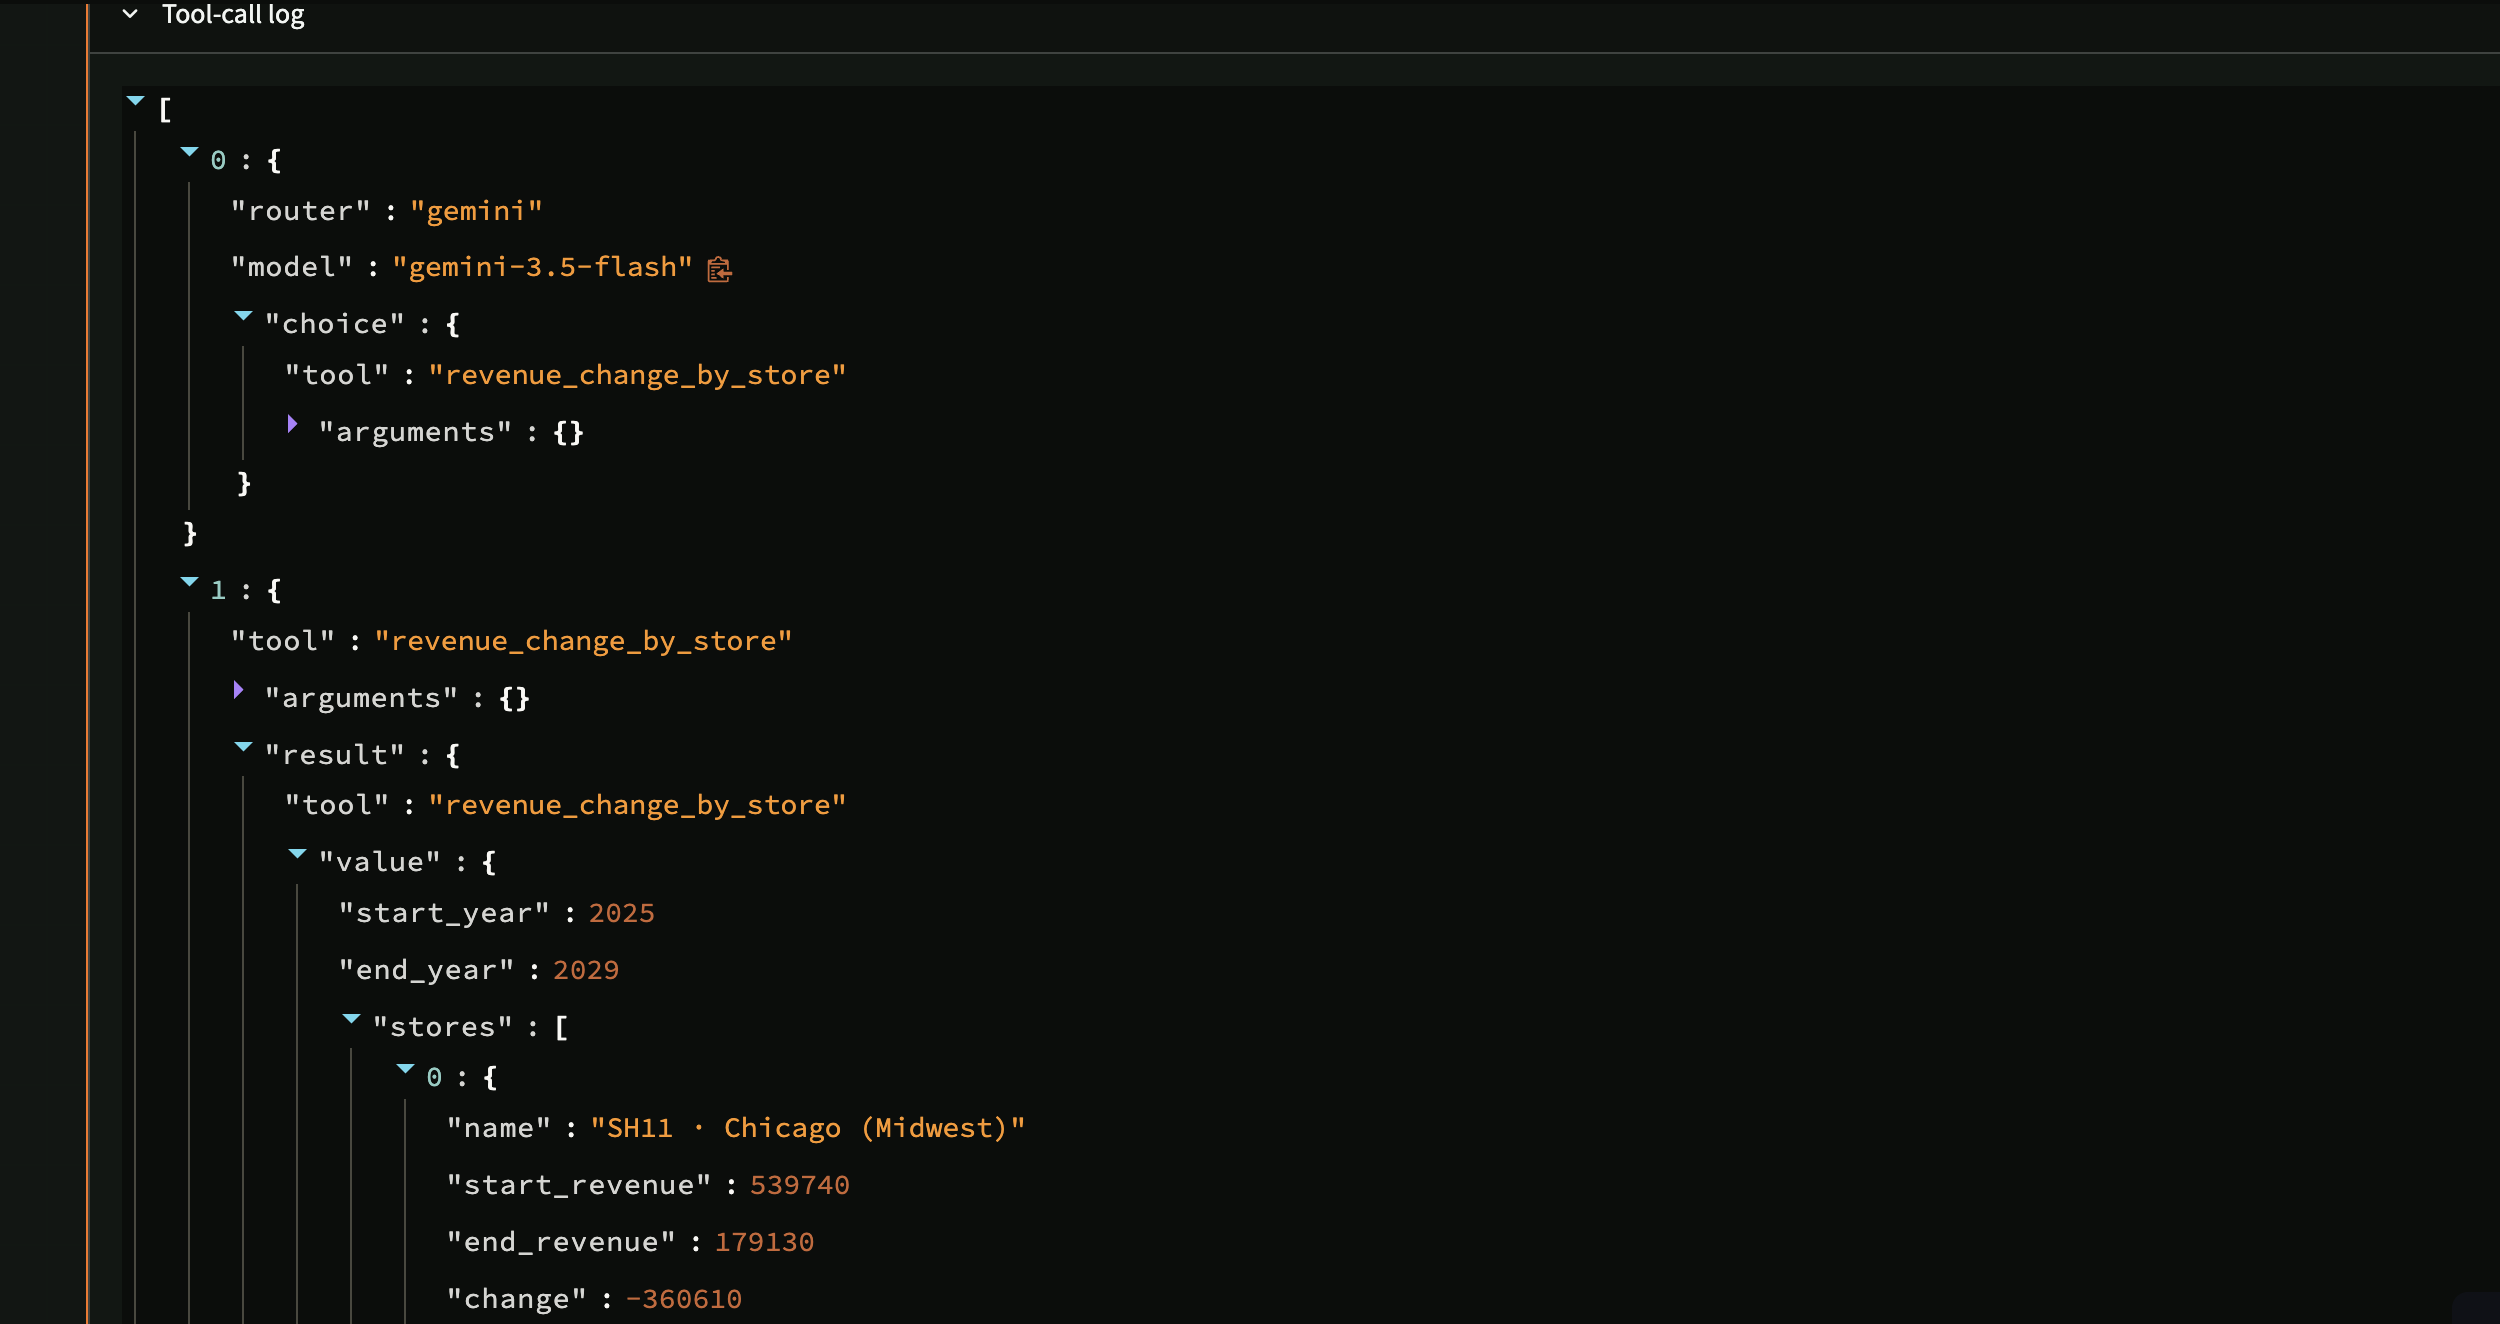 Tool-call log
[
0 : {
"router" : "gemini"
"model" : "gemini-3.5-flash"
"choice" : {
"tool" : "revenue_change_by_store"
"arguments" : {}
}
}
1 : {
"tool" : "revenue_change_by_store"
"arguments" : {}
"result" : {
"tool" : "revenue_change_by_store"
"value" : {
"start_year" : 2025
"end_year" : 2029
"stores" : [
0 : {
"name" : "SH11 · Chicago (Midwest)"
"start_revenue" : 539740
"end_revenue" : 179130
"change" : -360610